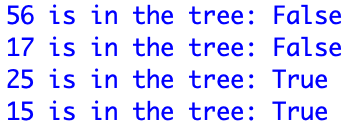 56 is in the tree: False
17 is in the tree: False
25 is in the tree: True
15 is in the tree: True